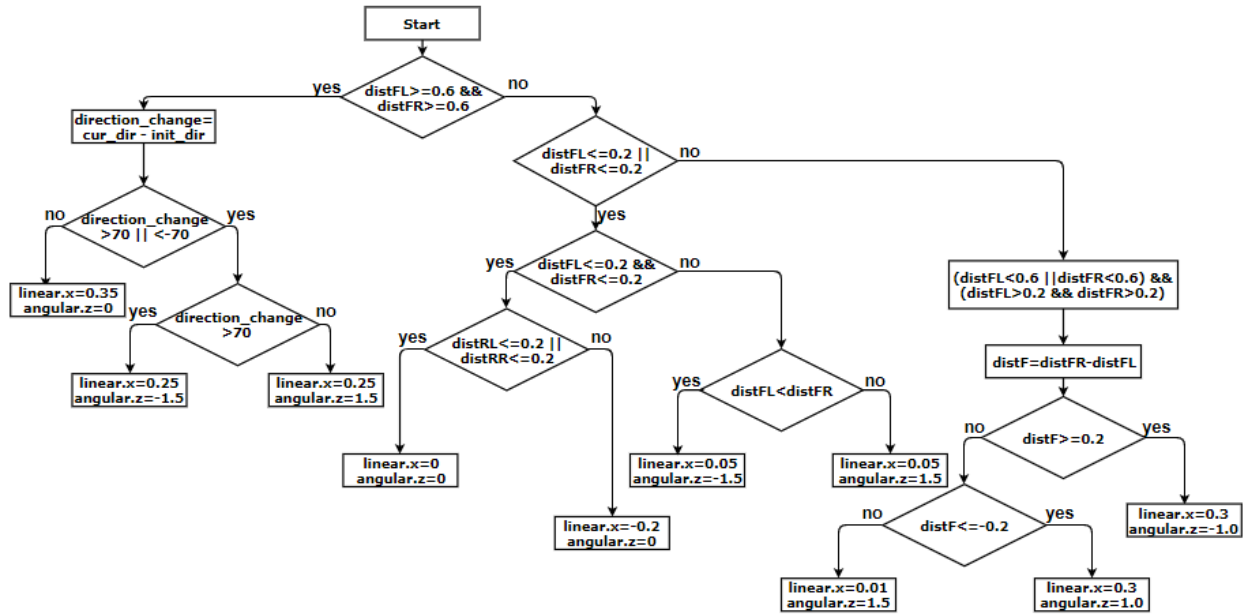 Start
yes
distFL>=0.6 &&
distFR>=0.6
no
direction_change=
cur_dir - init_dir
distFL<=0.2 ||
distFR<=0.2
no
no
direction_change
>70 || <-70
yes
yes
yes
distFL<=0.2 &&
distFR<=0.2
no
(distFL<0.6 ||distFR<0.6) &&
(distFL>0.2 && distFR>0.2)
linear.x=0.35
angular.z=0
yes
direction_change
>70
no
yes
distRL<=0.2 ||
distRR<=0.2
no
distF=distFR-distFL
linear.x=0.25
angular.z=-1.5
linear.x=0.25
angular.z=1.5
yes
distFL<distFR
no
no
distF>=0.2
yes
linear.x=0
angular.z=0
linear.x=0.05
angular.z=-1.5
linear.x=0.05
angular.z=1.5
linear.x=0.3
angular.z=-1.0
linear.x=-0.2
angular.z=0
no
distF<=-0.2
yes
linear.x=0.01
angular.z=1.5
linear.x=0.3
angular.z=1.0